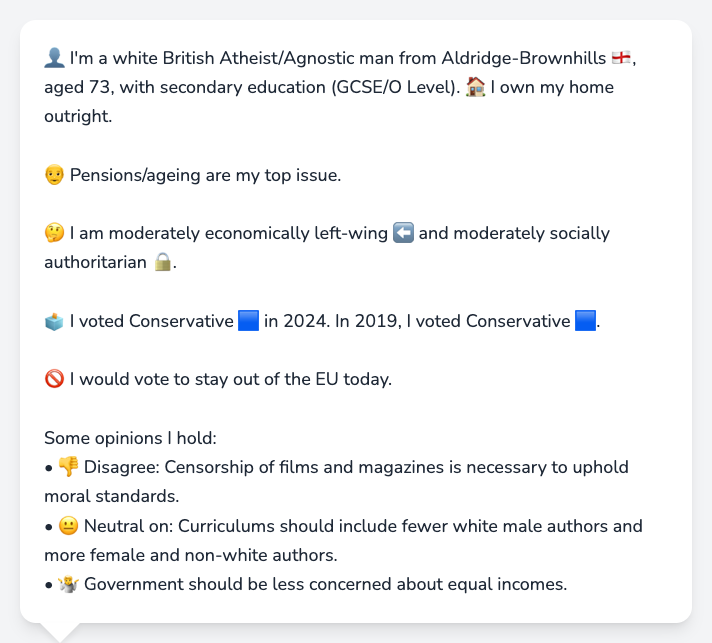 👤 I'm a white British Atheist/Agnostic man from Aldridge-Brownhills 🏴󠁧󠁢󠁥󠁮󠁧󠁿,
aged 73, with secondary education (GCSE/O Level). 🏠 I own my home
outright.
👴 Pensions/ageing are my top issue.
🤔 I am moderately economically left-wing ⬅️ and moderately socially
authoritarian 🔒.
🗳️ I voted Conservative 🟦 in 2024. In 2019, I voted Conservative 🟦.
🚫 I would vote to stay out of the EU today.
Some opinions I hold:
• 👎 Disagree: Censorship of films and magazines is necessary to uphold
moral standards.
• 😐 Neutral on: Curriculums should include fewer white male authors and
more female and non-white authors.
• 🤷 Government should be less concerned about equal incomes.